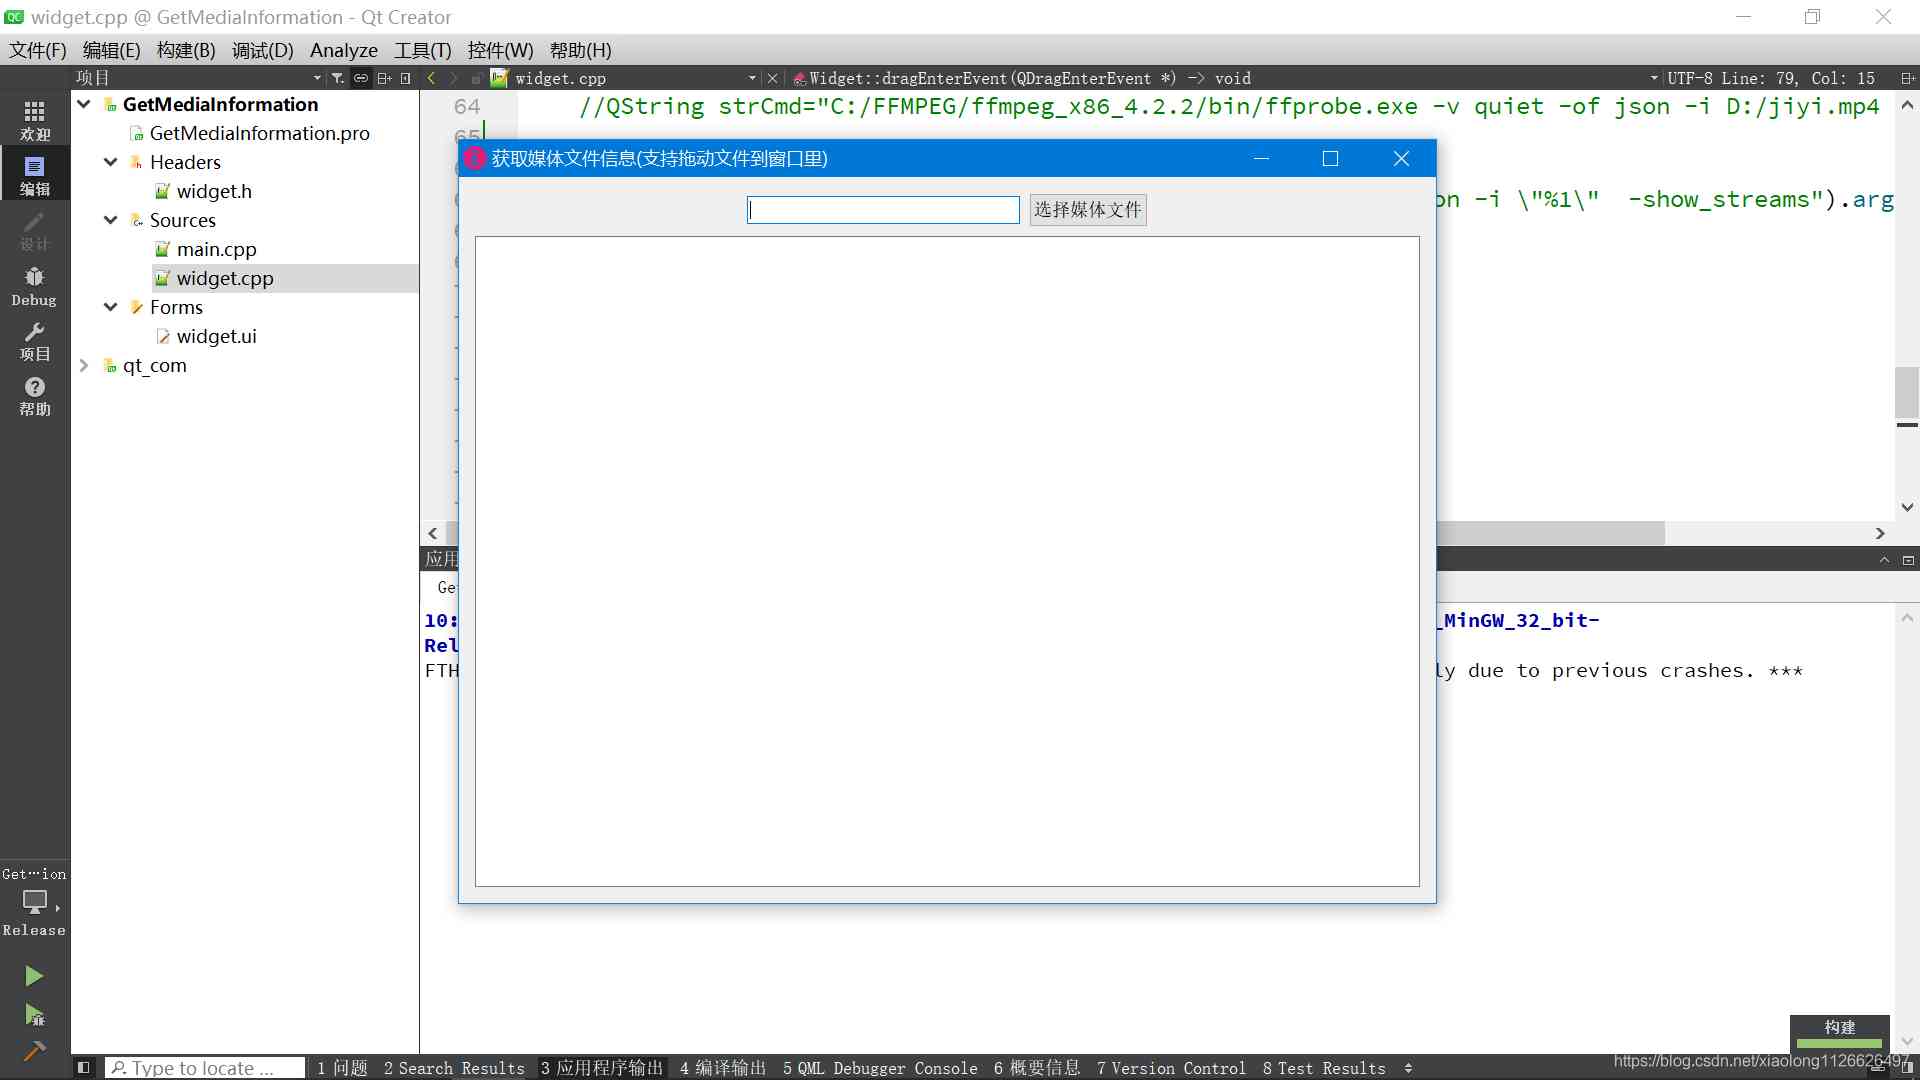 widget.cpp @ GetMediaInformation - Qt Creator
文件(F) 编辑(E) 构建(B) 调试(D) Analyze 工具(T) 控件(W) 帮助(H)
项目
widget.cpp
Widget::dragEnterEvent(QDragEnterEvent *) -> void
UTF-8 Line: 79, Col: 15
欢迎
编辑
设计
Debug
项目
帮助
GetMediaInformation
GetMediaInformation.pro
Headers
widget.h
Sources
main.cpp
widget.cpp
Forms
widget.ui
qt_com
64 //QString strCmd="C:/FFMPEG/ffmpeg_x86_4.2.2/bin/ffprobe.exe -v quiet -of json -i D:/jiyi.mp4
65
获取媒体文件信息(支持拖动文件到窗口里)
选择媒体文件
on -i \"%1\"  -show_streams").arg
应用
Ge
10: _MinGW_32_bit-
Rel
FTH ly due to previous crashes. ***
Get…ion
Release
构建
Type to locate ...
1 问题 2 Search Results 3 应用程序输出 4 编译输出 5 QML Debugger Console 6 概要信息 7 Version Control 8 Test Results
https://blog.csdn.net/xiaolong1126626497